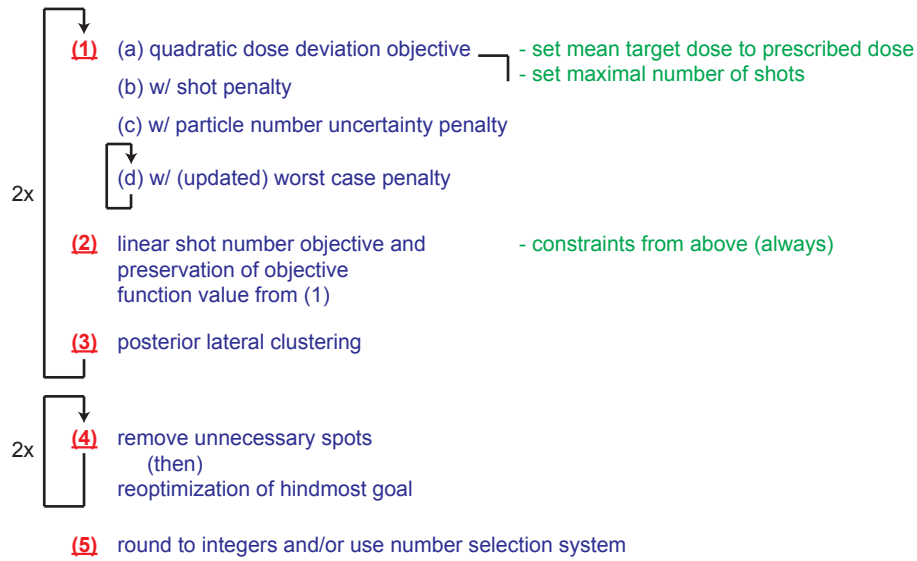 (1) (a) quadratic dose deviation objective - set mean target dose to prescribed dose
- set maximal number of shots
(b) w/ shot penalty
(c) w/ particle number uncertainty penalty
(d) w/ (updated) worst case penalty
2x
(2) linear shot number objective and - constraints from above (always)
preservation of objective
function value from (1)
(3) posterior lateral clustering
(4) remove unnecessary spots
2x
(then)
reoptimization of hindmost goal
(5) round to integers and/or use number selection system